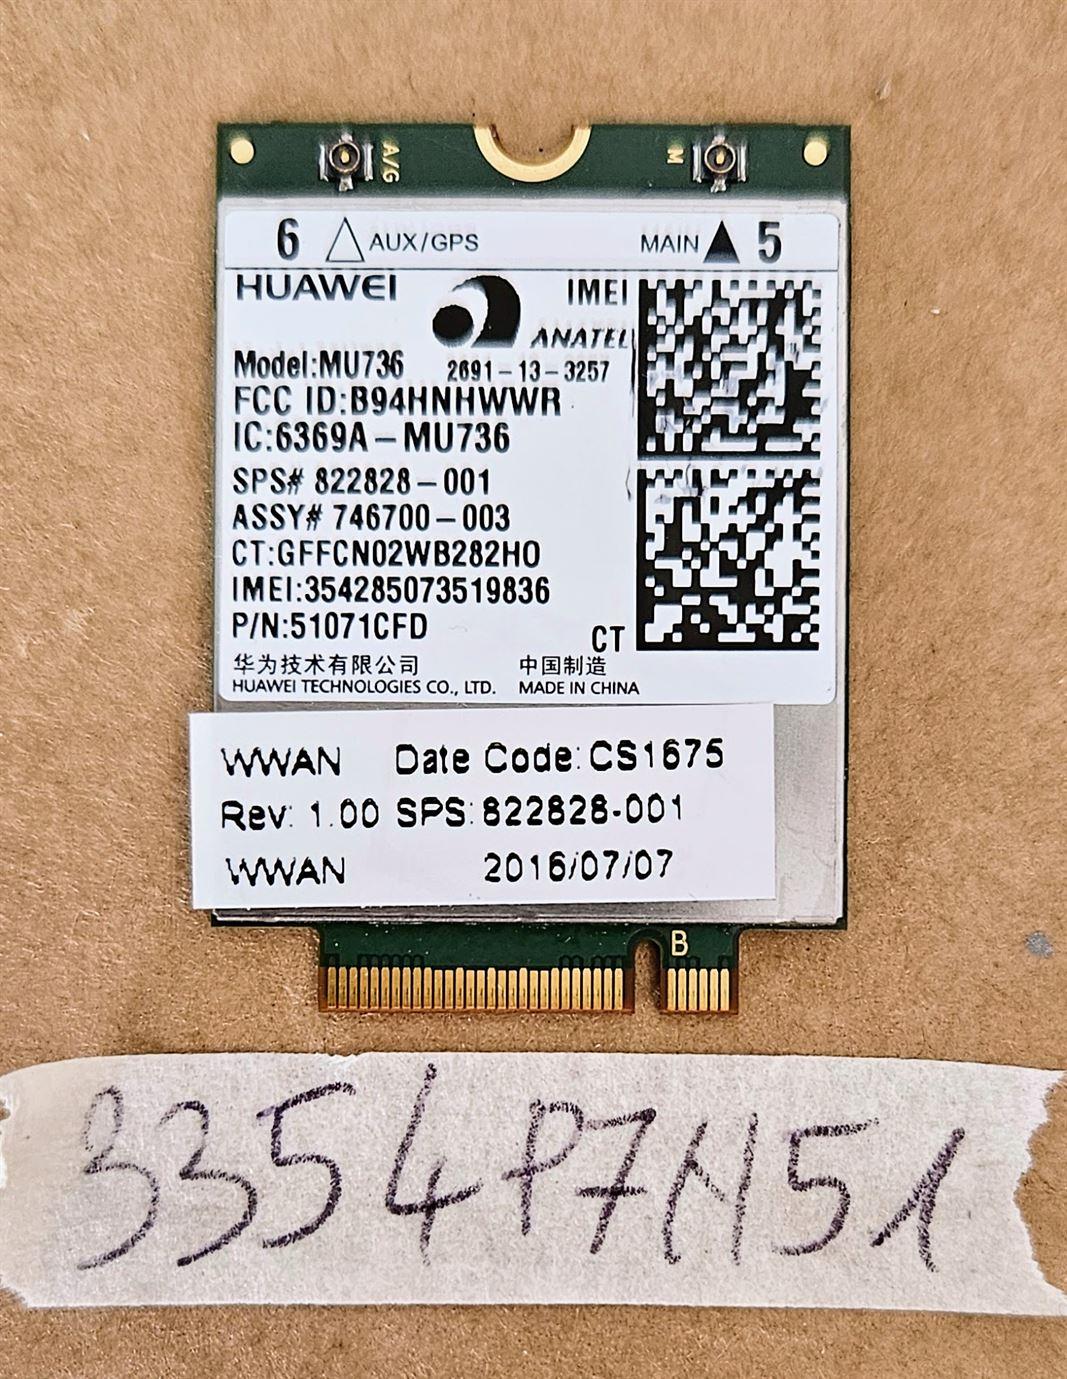 A/G
M
6 AUX/GPS MAIN 5
HUAWEI
IMEI
ANATEL
Model:MU736 2691-13-3257
FCC ID:B94HNHWWR
IC:6369A-MU736
SPS# 822828-001
ASSY# 746700-003
CT:GFFCN02WB282HO
IMEI:354285073519836
P/N:51071CFD
CT
华为技术有限公司 中国制造
HUAWEI TECHNOLOGIES CO., LTD. MADE IN CHINA
WWAN Date Code:CS1675
Rev: 1.00 SPS:822828-001
WWAN 2016/07/07
B
3354P7H51